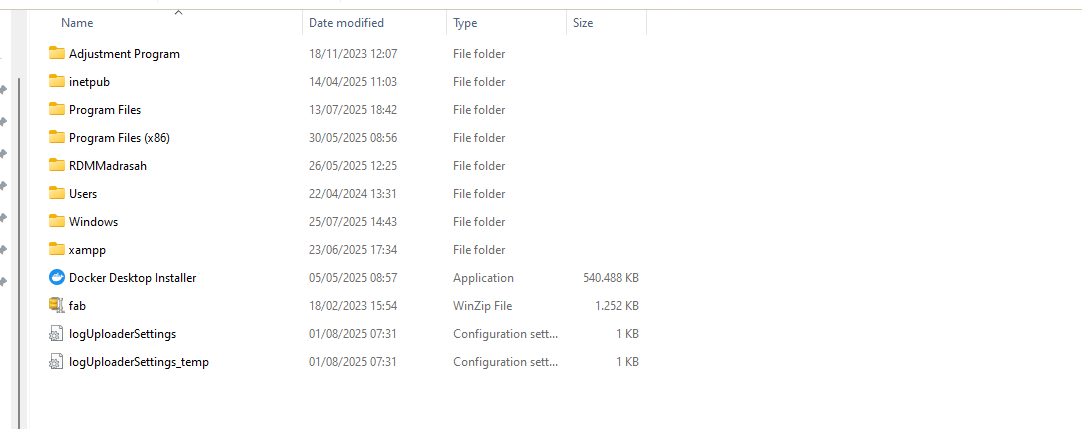 Name Date modified Type Size
Adjustment Program 18/11/2023 12:07 File folder
inetpub 14/04/2025 11:03 File folder
Program Files 13/07/2025 18:42 File folder
Program Files (x86) 30/05/2025 08:56 File folder
RDMMadrasah 26/05/2025 12:25 File folder
Users 22/04/2024 13:31 File folder
Windows 25/07/2025 14:43 File folder
xampp 23/06/2025 17:34 File folder
Docker Desktop Installer 05/05/2025 08:57 Application 540.488 KB
fab 18/02/2023 15:54 WinZip File 1.252 KB
logUploaderSettings 01/08/2025 07:31 Configuration sett... 1 KB
logUploaderSettings_temp 01/08/2025 07:31 Configuration sett... 1 KB